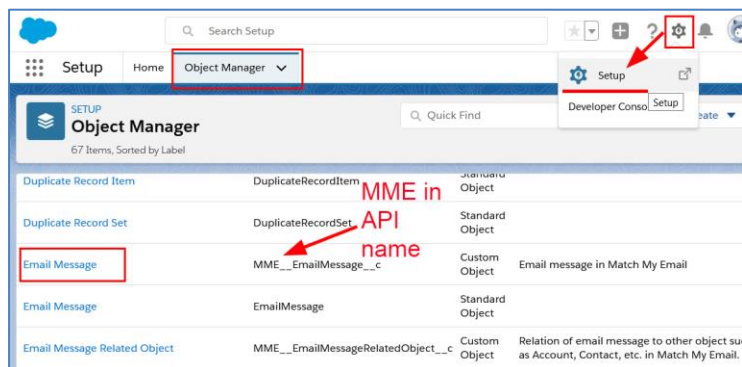 Search Setup
Setup Home Object Manager
Setup
SETUP
Object Manager
67 Items, Sorted by Label
Quick Find
Developer Conso
Setup
eate
Duplicate Record Item DuplicateRecordItem Standard
Object
MME in
API
name
Duplicate Record Set DuplicateRecordSet Standard
Object
Email Message MME__EmailMessage__c Custom
Object Email message in Match My Email
Email Message EmailMessage Standard
Object
Email Message Related Object MME__EmailMessageRelatedObject__c Custom
Object Relation of email message to other object su
as Account, Contact, etc. in Match My Email.